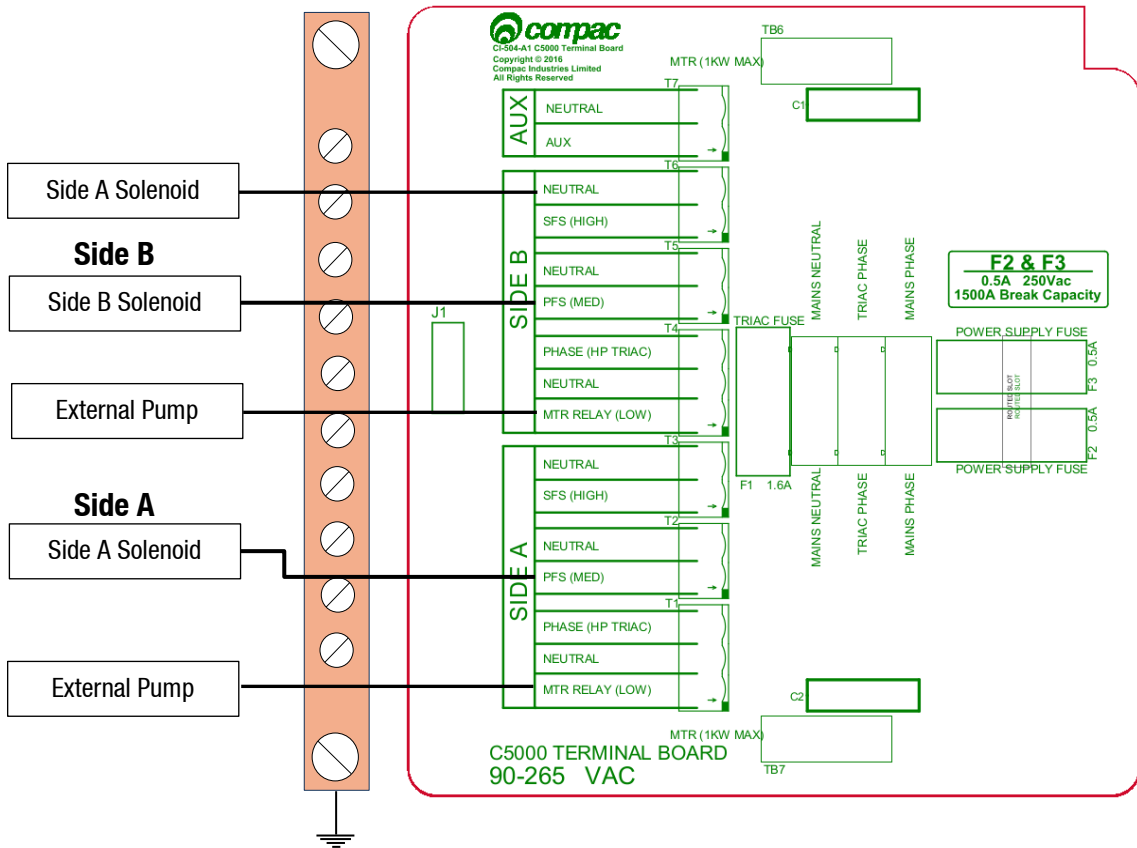 compac
CI-504-A1 C5000 Terminal Board
Copyright © 2016
Compac Industries Limited
All Rights Reserved
TB6
MTR (1KW MAX)
C1
T7
AUX
NEUTRAL
AUX
T6
Side A Solenoid
NEUTRAL
SFS (HIGH)
SIDE B
Side B
T5
NEUTRAL
Side B Solenoid
PFS (MED)
J1
T4
PHASE (HP TRIAC)
NEUTRAL
External Pump
MTR RELAY (LOW)
MAINS NEUTRAL
TRIAC PHASE
MAINS PHASE
F2 & F3
0.5A 250Vac
1500A Break Capacity
TRIAC FUSE
POWER SUPPLY FUSE
F3 0.5A
ROUTED SLOT
ROUTED SLOT
F2 0.5A
POWER SUPPLY FUSE
F1 1.6A
MAINS NEUTRAL
TRIAC PHASE
MAINS PHASE
T3
SIDE A
NEUTRAL
SFS (HIGH)
Side A
T2
NEUTRAL
Side A Solenoid
PFS (MED)
T1
PHASE (HP TRIAC)
NEUTRAL
External Pump
MTR RELAY (LOW)
C2
MTR (1KW MAX)
TB7
C5000 TERMINAL BOARD
90-265 VAC